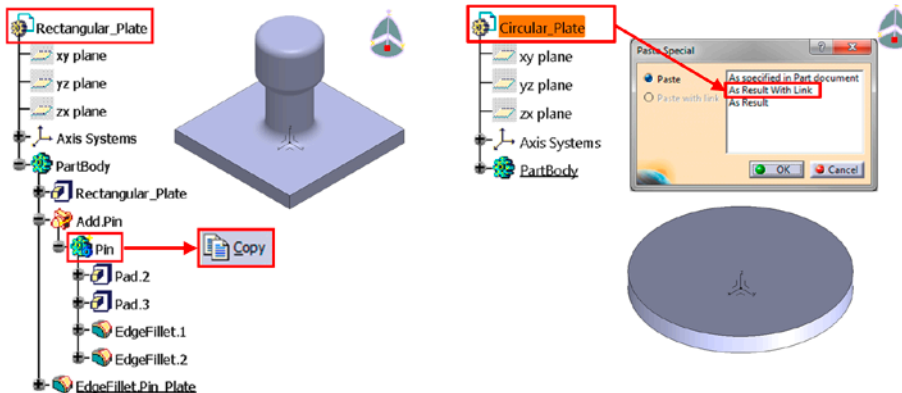 Rectangular_Plate
xy plane
yz plane
zx plane
Axis Systems
PartBody
Rectangular_Plate
Add.Pin
Pin
Copy
Pad.2
Pad.3
EdgeFillet.1
EdgeFillet.2
EdgeFillet.Pin_Plate
Circular_Plate
xy plane
yz plane
zx plane
Axis Systems
PartBody
Paste Special
Paste
Paste with link
As specified in Part document
As Result With Link
As Result
OK
Cancel